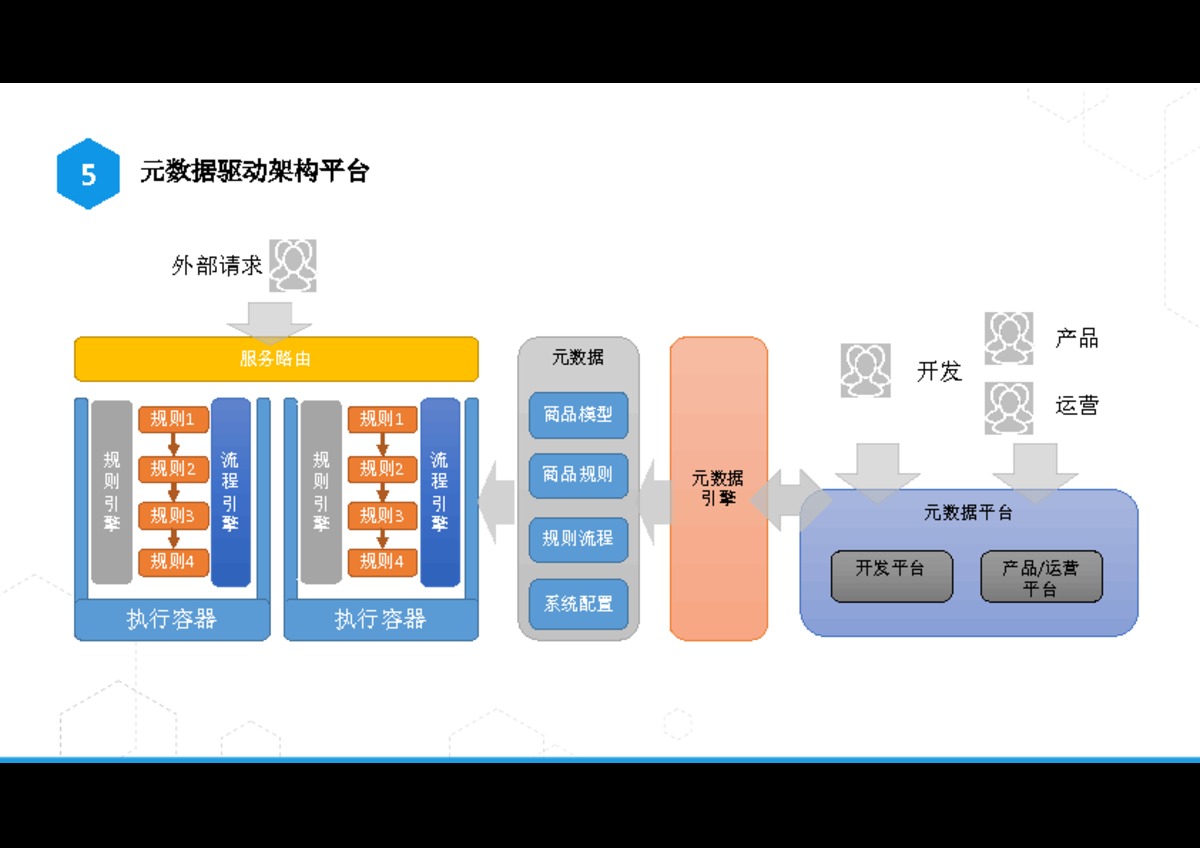 5
元数据驱动架构平台
外部请求
服务路由
规则引擎
规则1
规则2
规则3
规则4
流程引擎
执行容器
规则引擎
规则1
规则2
规则3
规则4
流程引擎
执行容器
元数据
商品模型
商品规则
规则流程
系统配置
元数据
引擎
开发
产品
运营
元数据平台
开发平台
产品/运营
平台